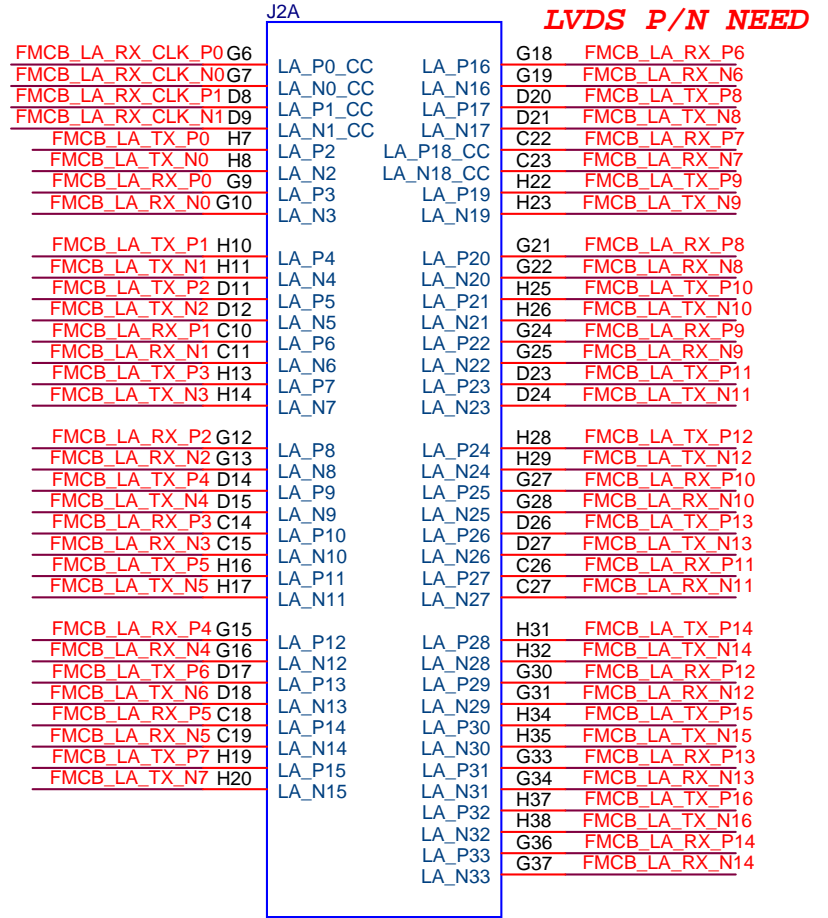 J2A
LVDS P/N NEED
FMCB_LA_RX_CLK_P0 G6 LA_P0_CC LA_P16 G18 FMCB_LA_RX_P6
FMCB_LA_RX_CLK_N0 G7 LA_N0_CC LA_N16 G19 FMCB_LA_RX_N6
FMCB_LA_RX_CLK_P1 D8 LA_P1_CC LA_P17 D20 FMCB_LA_TX_P8
FMCB_LA_RX_CLK_N1 D9 LA_N1_CC LA_N17 D21 FMCB_LA_TX_N8
FMCB_LA_TX_P0 H7 LA_P2 LA_P18_CC C22 FMCB_LA_RX_P7
FMCB_LA_TX_N0 H8 LA_N2 LA_N18_CC C23 FMCB_LA_RX_N7
FMCB_LA_RX_P0 G9 LA_P3 LA_P19 H22 FMCB_LA_TX_P9
FMCB_LA_RX_N0 G10 LA_N3 LA_N19 H23 FMCB_LA_TX_N9
FMCB_LA_TX_P1 H10 LA_P4 LA_P20 G21 FMCB_LA_RX_P8
FMCB_LA_TX_N1 H11 LA_N4 LA_N20 G22 FMCB_LA_RX_N8
FMCB_LA_TX_P2 D11 LA_P5 LA_P21 H25 FMCB_LA_TX_P10
FMCB_LA_TX_N2 D12 LA_N5 LA_N21 H26 FMCB_LA_TX_N10
FMCB_LA_RX_P1 C10 LA_P6 LA_P22 G24 FMCB_LA_RX_P9
FMCB_LA_RX_N1 C11 LA_N6 LA_N22 G25 FMCB_LA_RX_N9
FMCB_LA_TX_P3 H13 LA_P7 LA_P23 D23 FMCB_LA_TX_P11
FMCB_LA_TX_N3 H14 LA_N7 LA_N23 D24 FMCB_LA_TX_N11
FMCB_LA_RX_P2 G12 LA_P8 LA_P24 H28 FMCB_LA_TX_P12
FMCB_LA_RX_N2 G13 LA_N8 LA_N24 H29 FMCB_LA_TX_N12
FMCB_LA_TX_P4 D14 LA_P9 LA_P25 G27 FMCB_LA_RX_P10
FMCB_LA_TX_N4 D15 LA_N9 LA_N25 G28 FMCB_LA_RX_N10
FMCB_LA_RX_P3 C14 LA_P10 LA_P26 D26 FMCB_LA_TX_P13
FMCB_LA_RX_N3 C15 LA_N10 LA_N26 D27 FMCB_LA_TX_N13
FMCB_LA_TX_P5 H16 LA_P11 LA_P27 C26 FMCB_LA_RX_P11
FMCB_LA_TX_N5 H17 LA_N11 LA_N27 C27 FMCB_LA_RX_N11
FMCB_LA_RX_P4 G15 LA_P12 LA_P28 H31 FMCB_LA_TX_P14
FMCB_LA_RX_N4 G16 LA_N12 LA_N28 H32 FMCB_LA_TX_N14
FMCB_LA_TX_P6 D17 LA_P13 LA_P29 G30 FMCB_LA_RX_P12
FMCB_LA_TX_N6 D18 LA_N13 LA_N29 G31 FMCB_LA_RX_N12
FMCB_LA_RX_P5 C18 LA_P14 LA_P30 H34 FMCB_LA_TX_P15
FMCB_LA_RX_N5 C19 LA_N14 LA_N30 H35 FMCB_LA_TX_N15
FMCB_LA_TX_P7 H19 LA_P15 LA_P31 G33 FMCB_LA_RX_P13
FMCB_LA_TX_N7 H20 LA_N15 LA_N31 G34 FMCB_LA_RX_N13
LA_P32 H37 FMCB_LA_TX_P16
LA_N32 H38 FMCB_LA_TX_N16
LA_P33 G36 FMCB_LA_RX_P14
LA_N33 G37 FMCB_LA_RX_N14